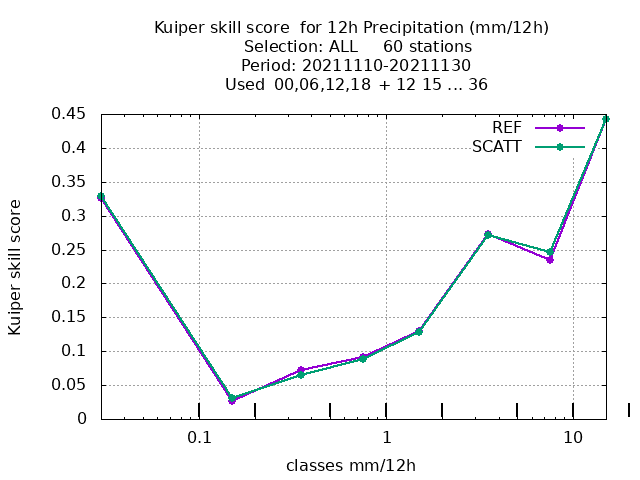 Kuiper skill score  for 12h Precipitation (mm/12h)
Selection: ALL     60 stations
Period: 20211110-20211130
Used  00,06,12,18  + 12 15 ... 36
REF
SCATT
Kuiper skill score
0.45
0.4
0.35
0.3
0.25
0.2
0.15
0.1
0.05
0
0.1
1
10
classes mm/12h